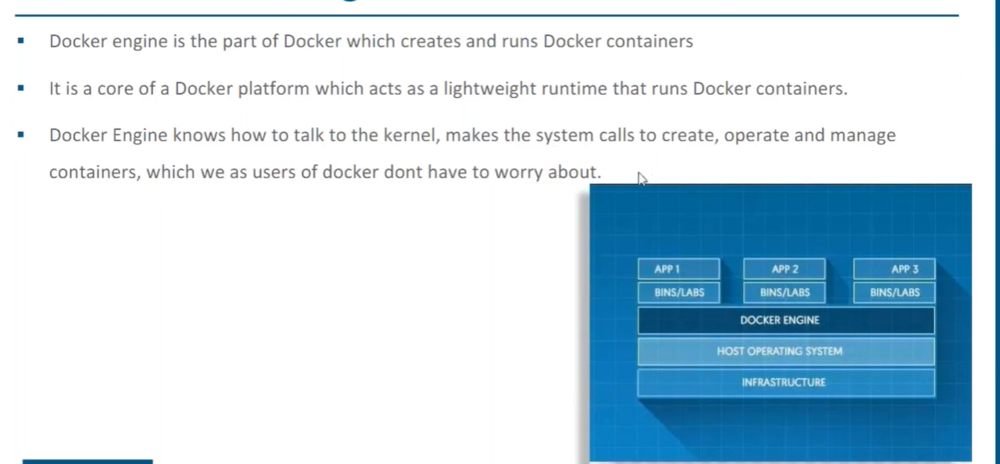 Docker engine is the part of Docker which creates and runs Docker containers
It is a core of a Docker platform which acts as a lightweight runtime that runs Docker containers.
Docker Engine knows how to talk to the kernel, makes the system calls to create, operate and manage
containers, which we as users of docker dont have to worry about.
APP 1 APP 2 APP 3
BINS/LABS BINS/LABS BINS/LABS
DOCKER ENGINE
HOST OPERATING SYSTEM
INFRASTRUCTURE